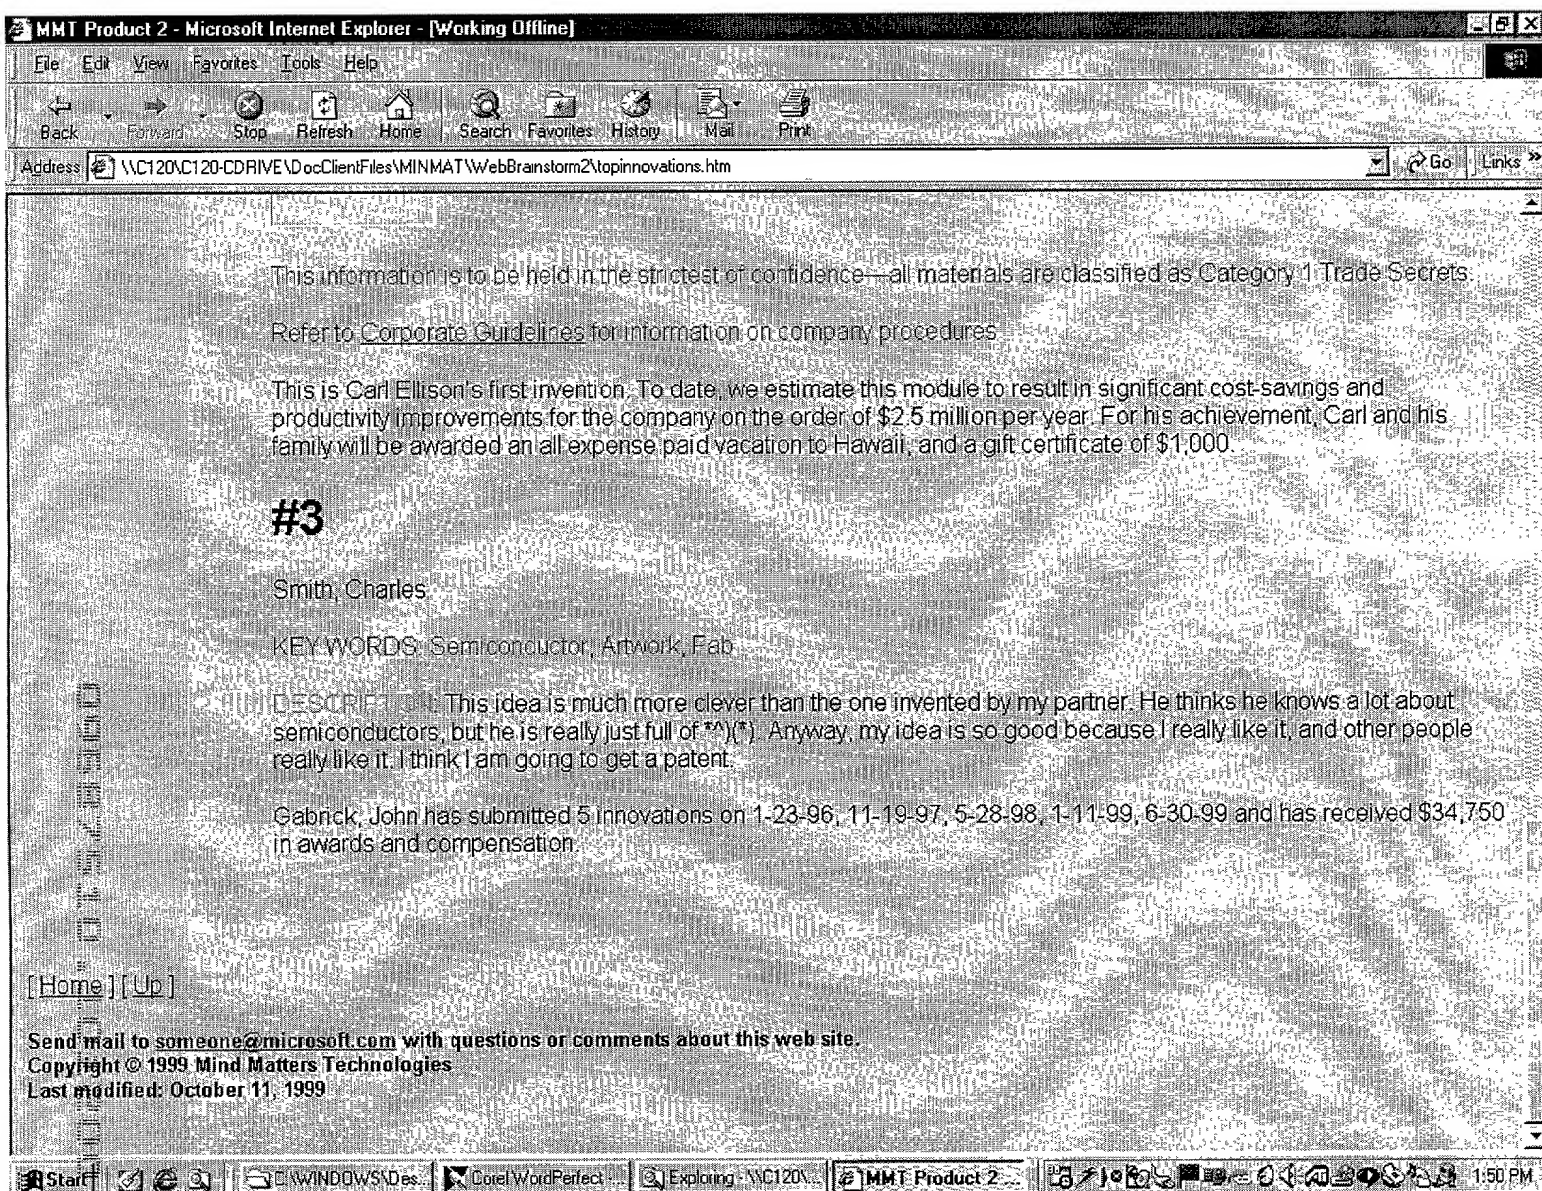 MMT Product 2 - Microsoft Internet Explorer - [Working Offline]
File Edit View Favorites Tools Help
Back Forward Stop Refresh Home Search Favorites History Mail Print
Address \\C120\C120-CDRIVE\DocClientFiles\MINMAT\WebBrainstorm2\topinnovations.htm Go Links »
This information is to be held in the strictest of confidence—all materials are classified as Category 1 Trade Secrets.
Refer to Corporate Guidelines for information on company procedures.
This is Carl Ellison's first invention. To date, we estimate this module to result in significant cost-savings and
productivity improvements for the company on the order of $2.5 million per year. For his achievement, Carl and his
family will be awarded an all expense paid vacation to Hawaii, and a gift certificate of $1,000.
#3
Smith, Charles
KEY WORDS: Semiconductor, Artwork, Fab
DESCRIPTION: This idea is much more clever than the one invented by my partner. He thinks he knows a lot about
semiconductors, but he is really just full of *^)(*). Anyway, my idea is so good because I really like it, and other people
really like it. I think I am going to get a patent.
Gabrick, John has submitted 5 innovations on 1-23-96, 11-19-97, 5-28-98, 1-11-99, 6-30-99 and has received $34,750
in awards and compensation.
[ Home ] [ Up ]
Send mail to someone@microsoft.com with questions or comments about this web site.
Copyright © 1999 Mind Matters Technologies
Last modified: October 11, 1999
Start C:\WINDOWS\Des... Corel WordPerfect ... Exploring - \\C120\... MMT Product 2 ... 1:50 PM